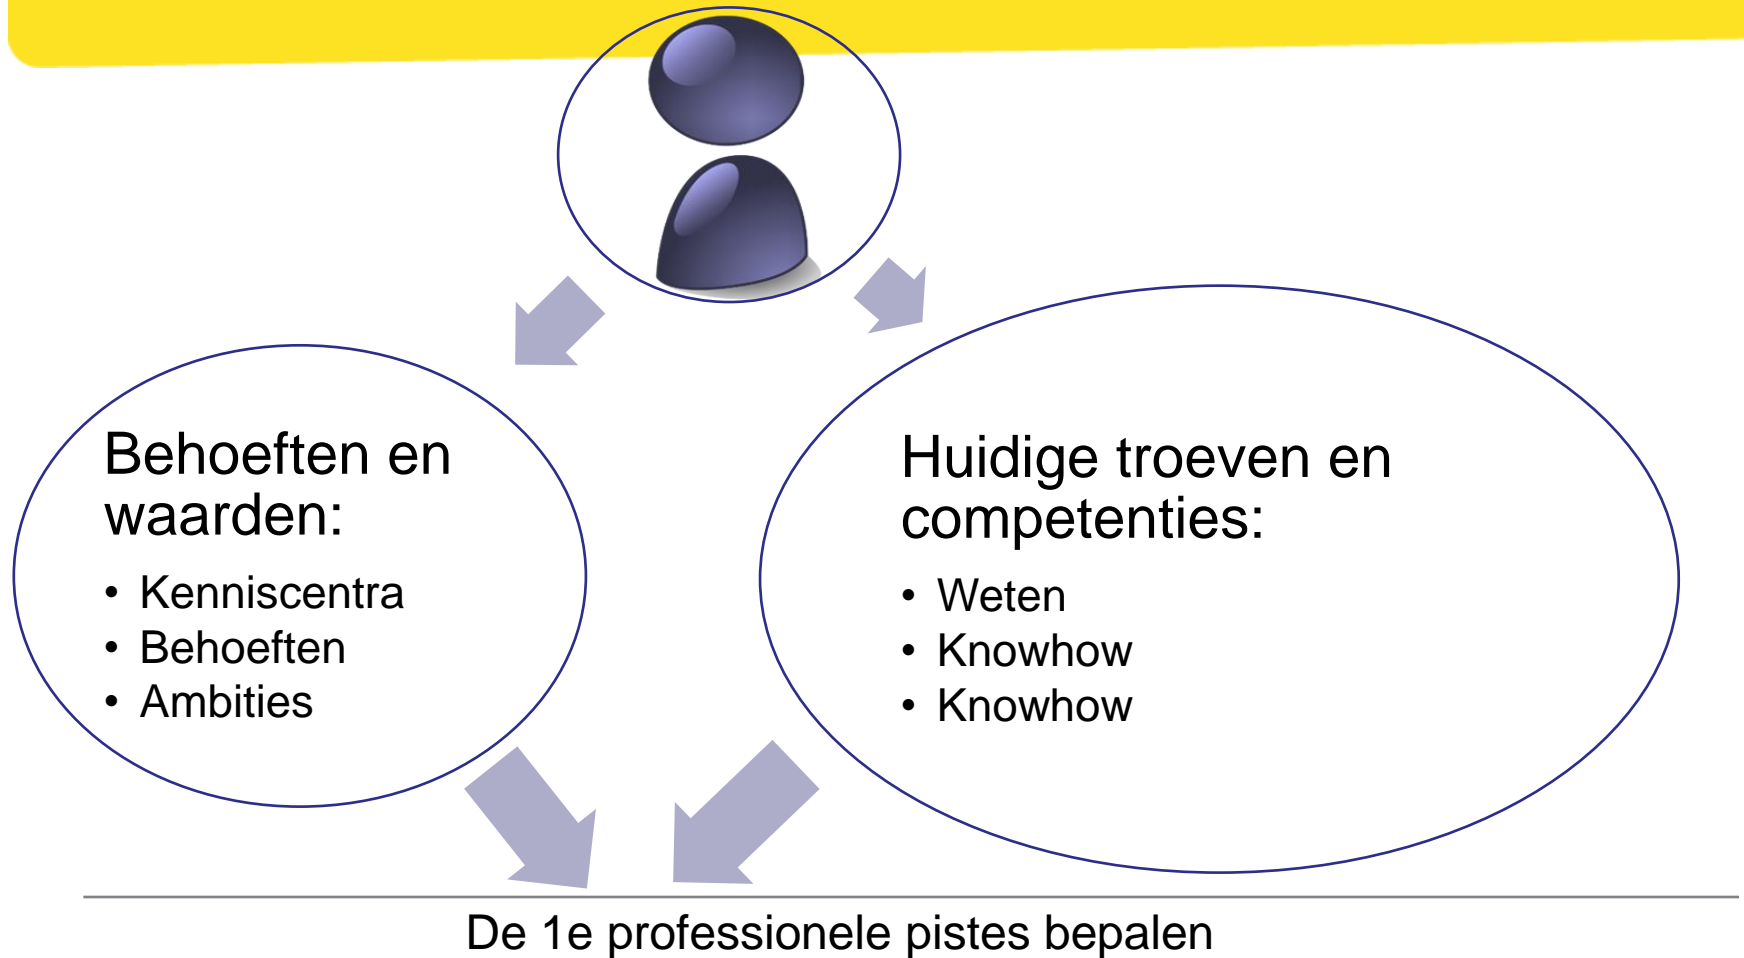 Behoeften en
waarden:
• Kenniscentra
• Behoeften
• Ambities
Huidige troeven en
competenties:
• Weten
• Knowhow
• Knowhow
De 1e professionele pistes bepalen